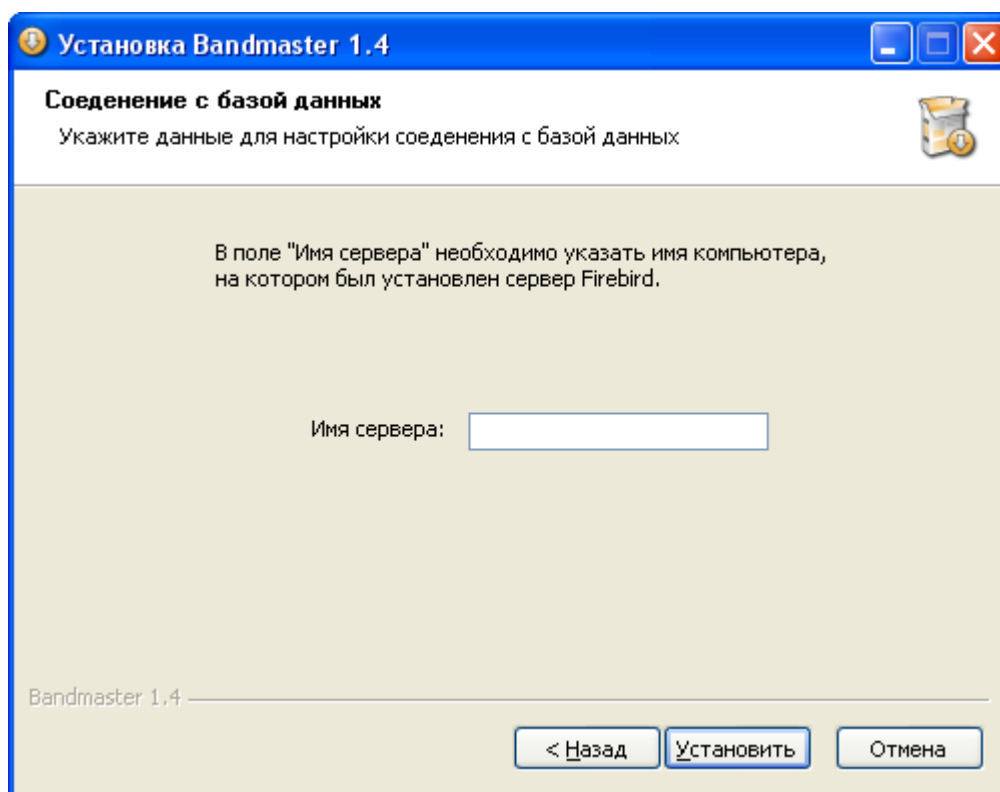 Установка Bandmaster 1.4
Соеденение с базой данных
Укажите данные для настройки соеденения с базой данных
В поле "Имя сервера" необходимо указать имя компьютера,
на котором был установлен сервер Firebird.
Имя сервера:
Bandmaster 1.4
< Назад Установить Отмена